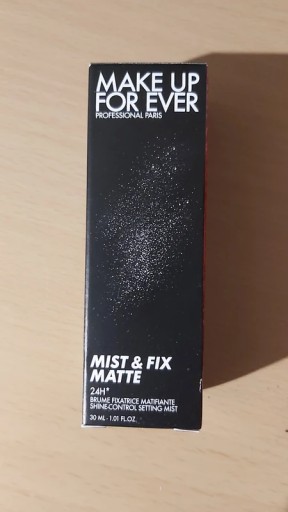 MAKE UP
FOR EVER
PROFESSIONAL PARIS
MIST & FIX
MATTE
24H*
BRUME FIXATRICE MATIFIANTE
SHINE-CONTROL SETTING MIST
30 ML - 1.01 FL.OZ.